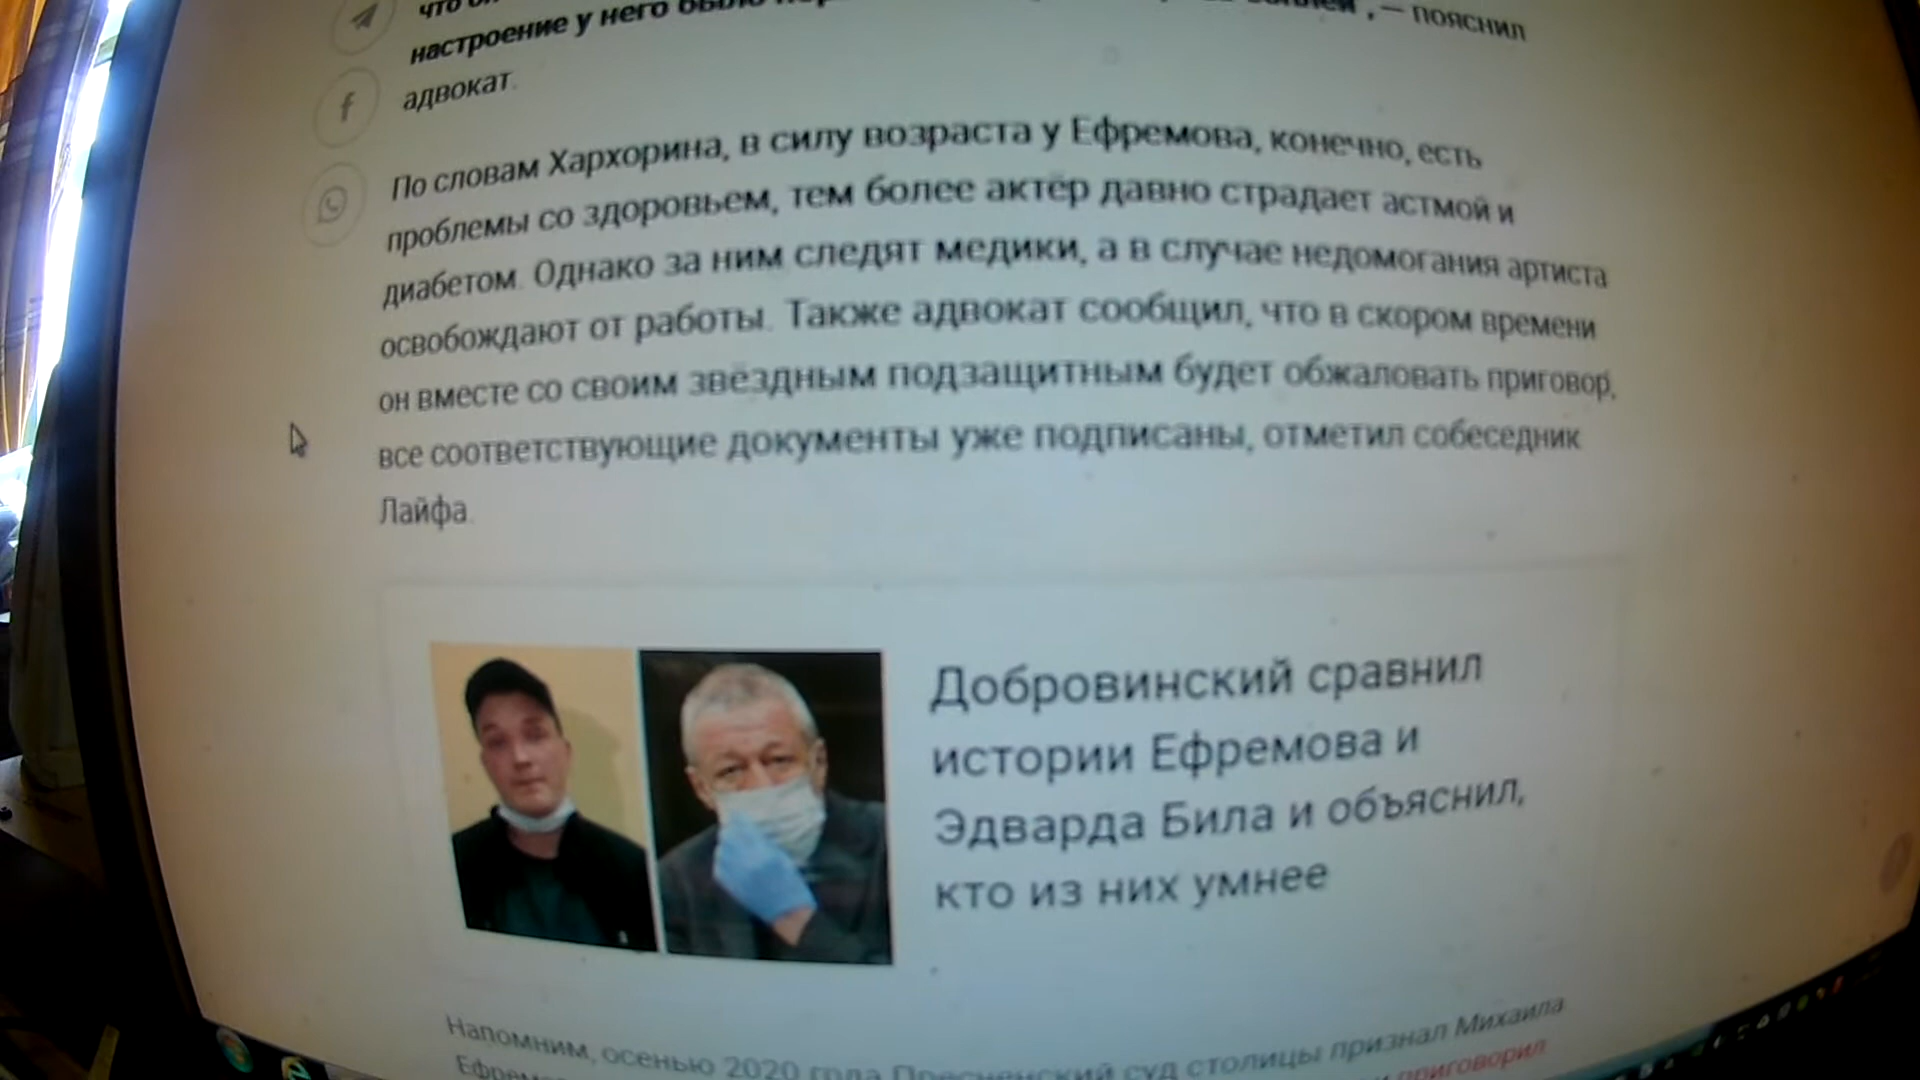 что
настроение у него было — пояснил
адвокат.
По словам Хархорина, в силу возраста у Ефремова, конечно, есть
проблемы со здоровьем, тем более актёр давно страдает астмой и
диабетом. Однако за ним следят медики, а в случае недомогания артиста
освобождают от работы. Также адвокат сообщил, что в скором времени
он вместе со своим звёздным подзащитным будет обжаловать приговор,
все соответствующие документы уже подписаны, отметил собеседник
Лайфа.
Добровинский сравнил
истории Ефремова и
Эдварда Била и объяснил,
кто из них умнее
Напомним, осенью 2020 года Пресненский суд столицы признал Михаила
и приговорил